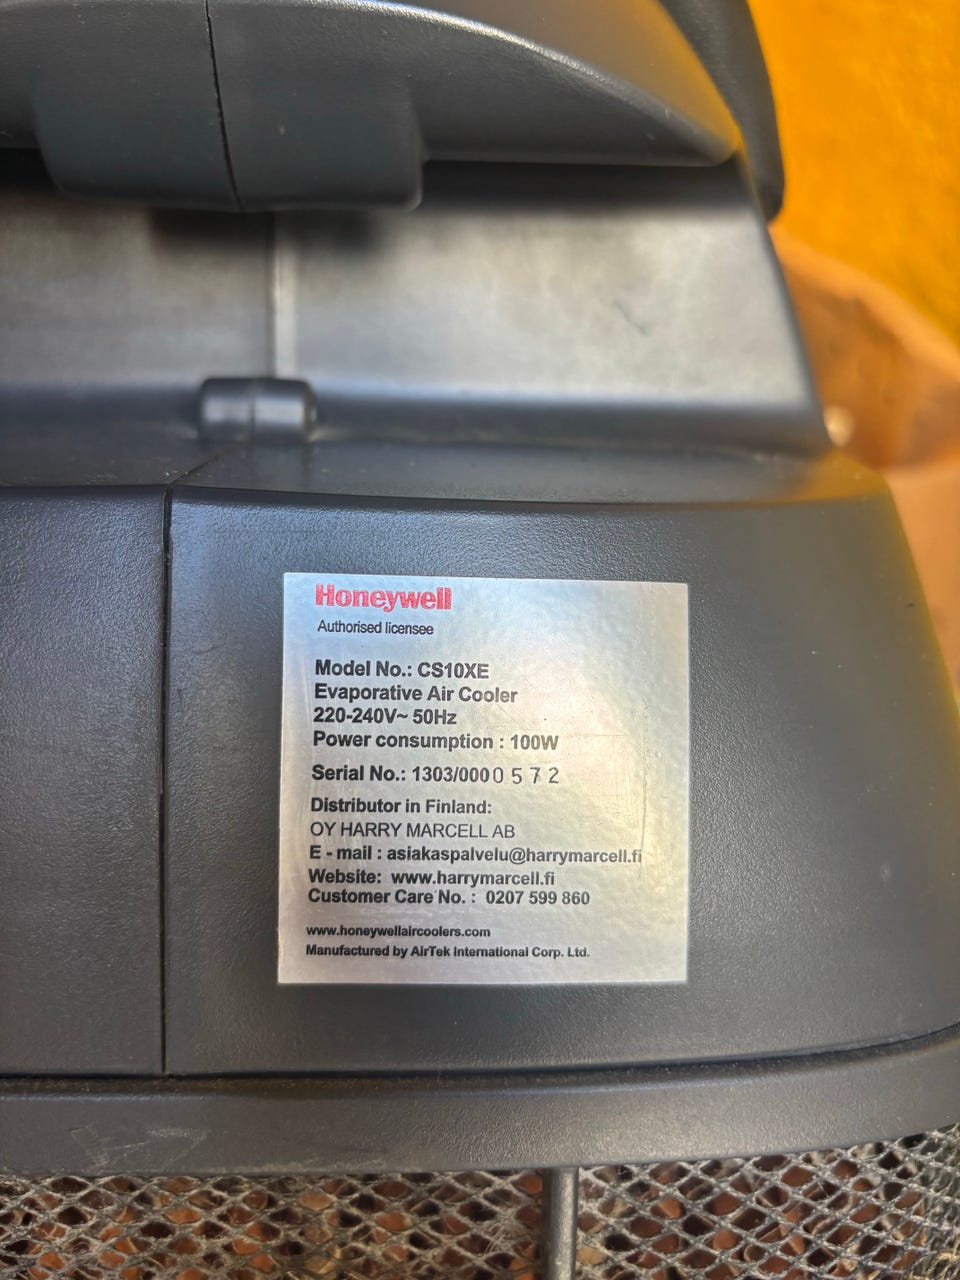 Honeywell
Authorised licensee
Model No.: CS10XE
Evaporative Air Cooler
220-240V~ 50Hz
Power consumption : 100W
Serial No.: 1303/0000572
Distributor in Finland:
OY HARRY MARCELL AB
E - mail : asiakaspalvelu@harrymarcell.fi
Website: www.harrymarcell.fi
Customer Care No. : 0207 599 860
www.honeywellaircoolers.com
Manufactured by AirTek International Corp. Ltd.